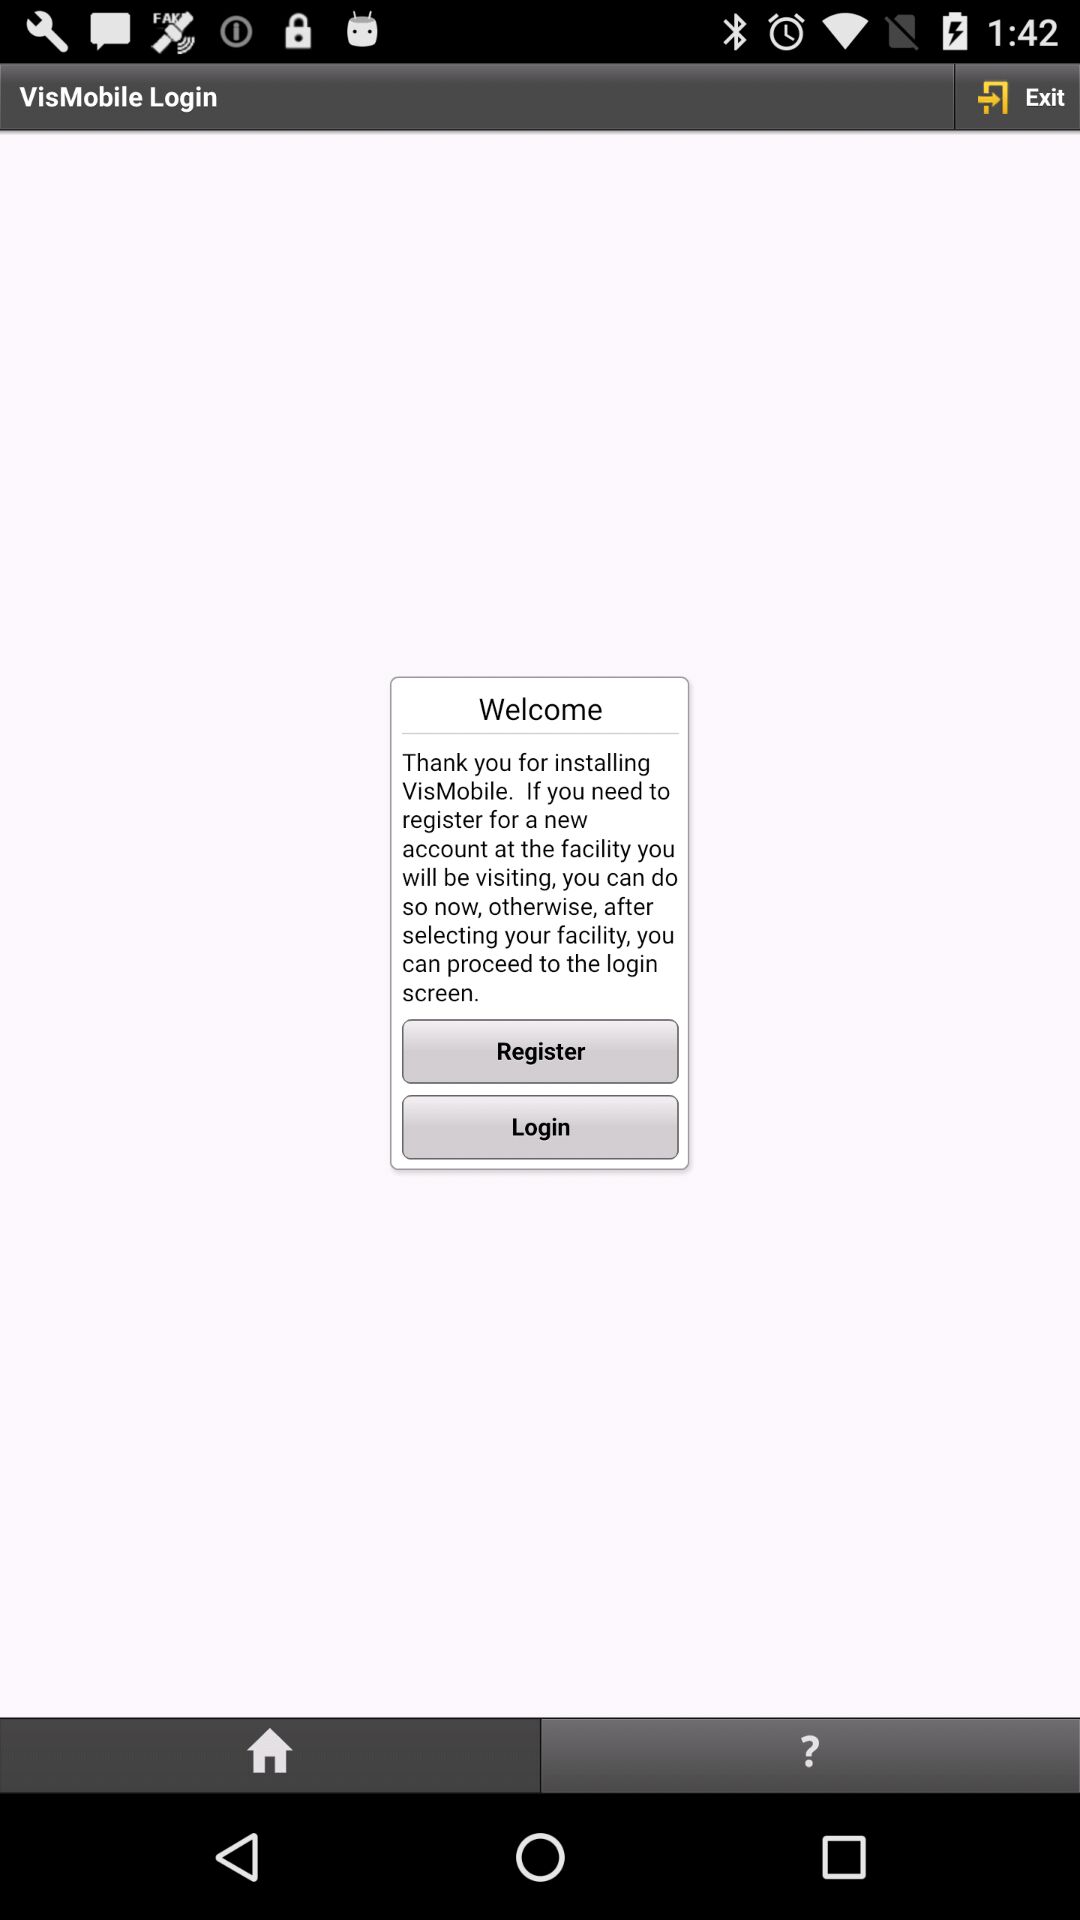 FAKE
1:42
VisMobile Login
Exit
Welcome
Thank you for installing
VisMobile.  If you need to
register for a new
account at the facility you
will be visiting, you can do
so now, otherwise, after
selecting your facility, you
can proceed to the login
screen.
Register
Login
?